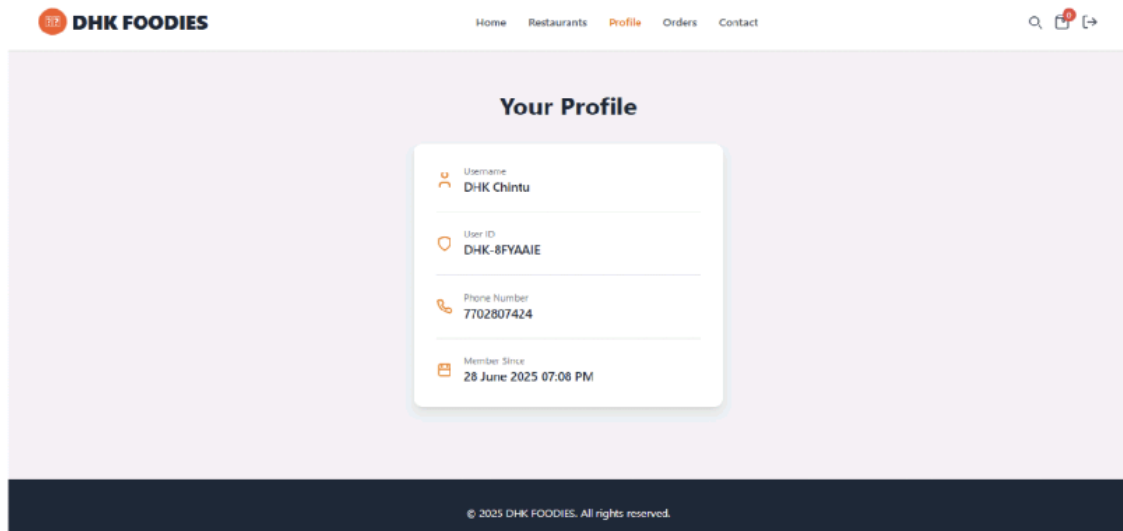 DHK FOODIES
Home Restaurants Profile Orders Contact
0
Your Profile
Username
DHK Chintu
User ID
DHK-8FYAAIE
Phone Number
7702807424
Member Since
28 June 2025 07:08 PM
© 2025 DHK FOODIES. All rights reserved.